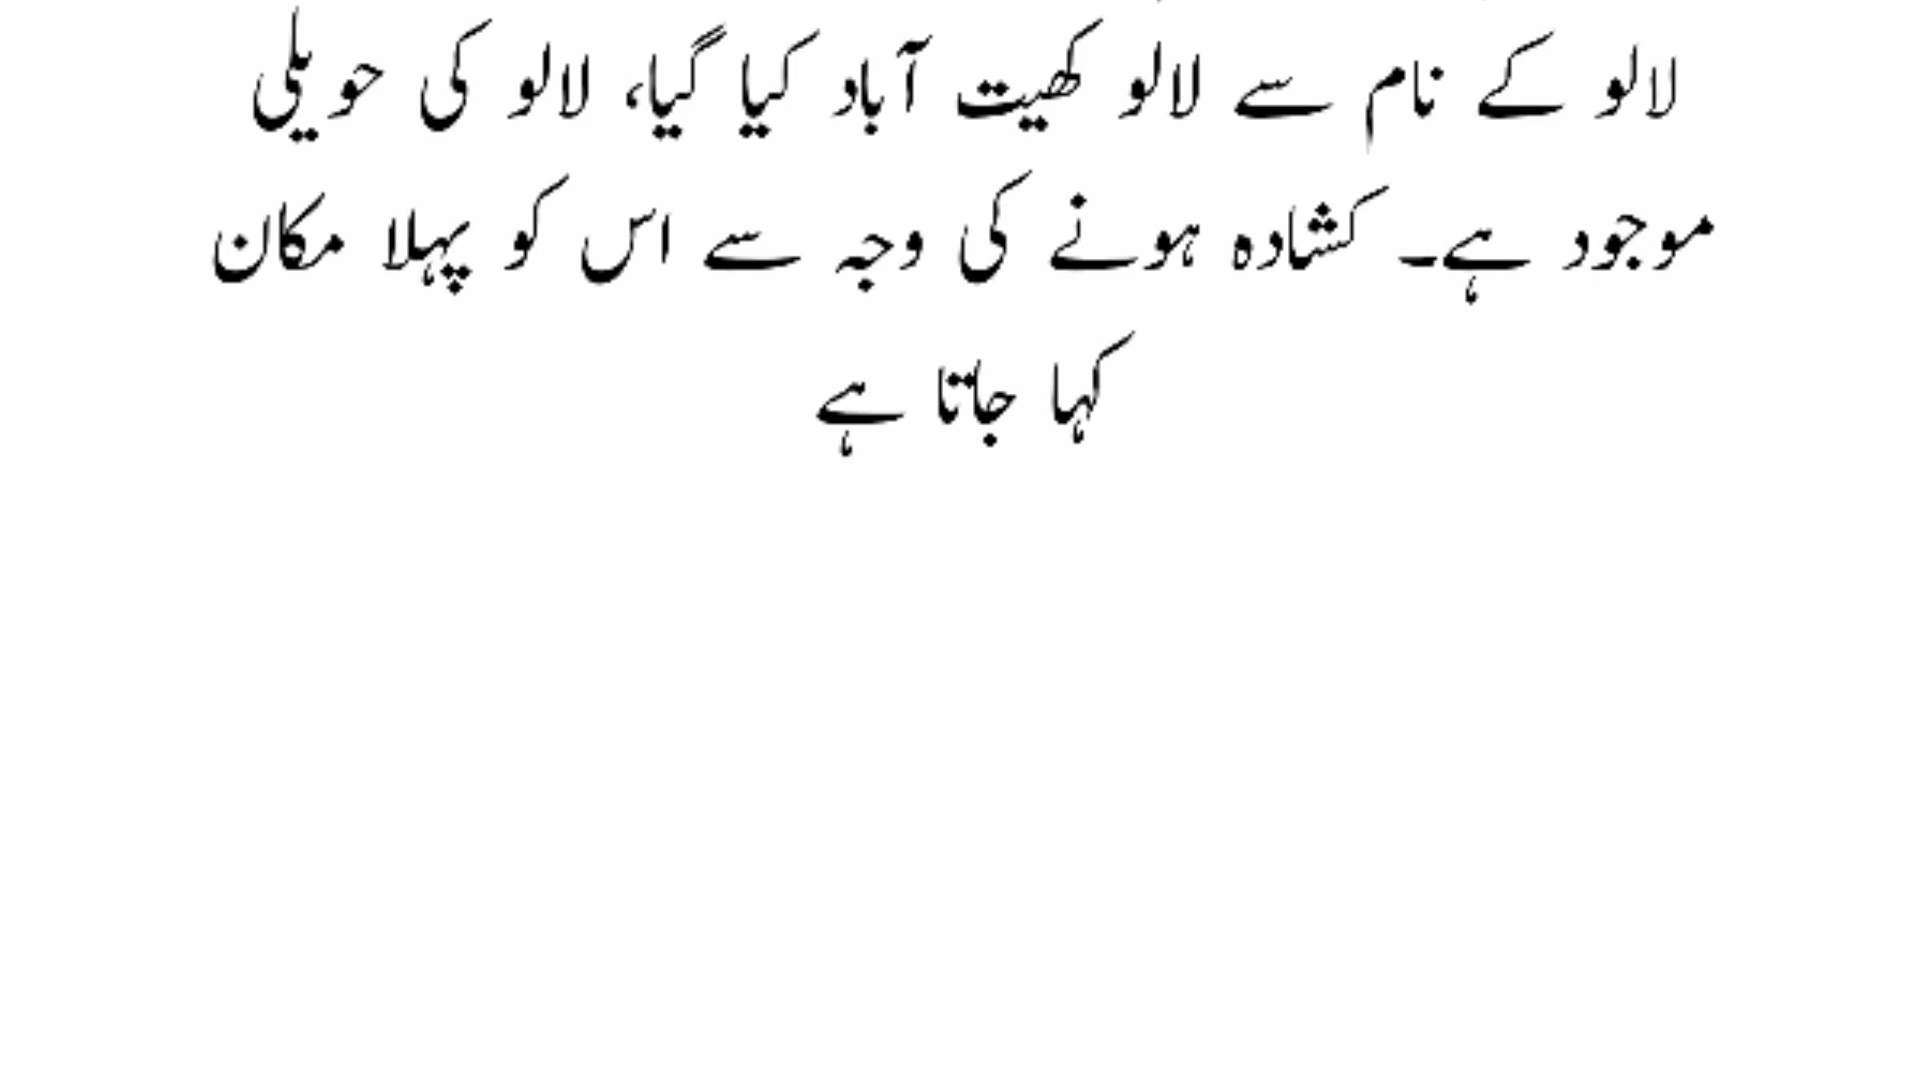 لالو کے نام سے لالو کھیت آباد کیا گیا، لالو کی حویلی
موجود ہے۔ کشادہ ہونے کی وجہ سے اس کو پہلا مکان
کہا جاتا ہے